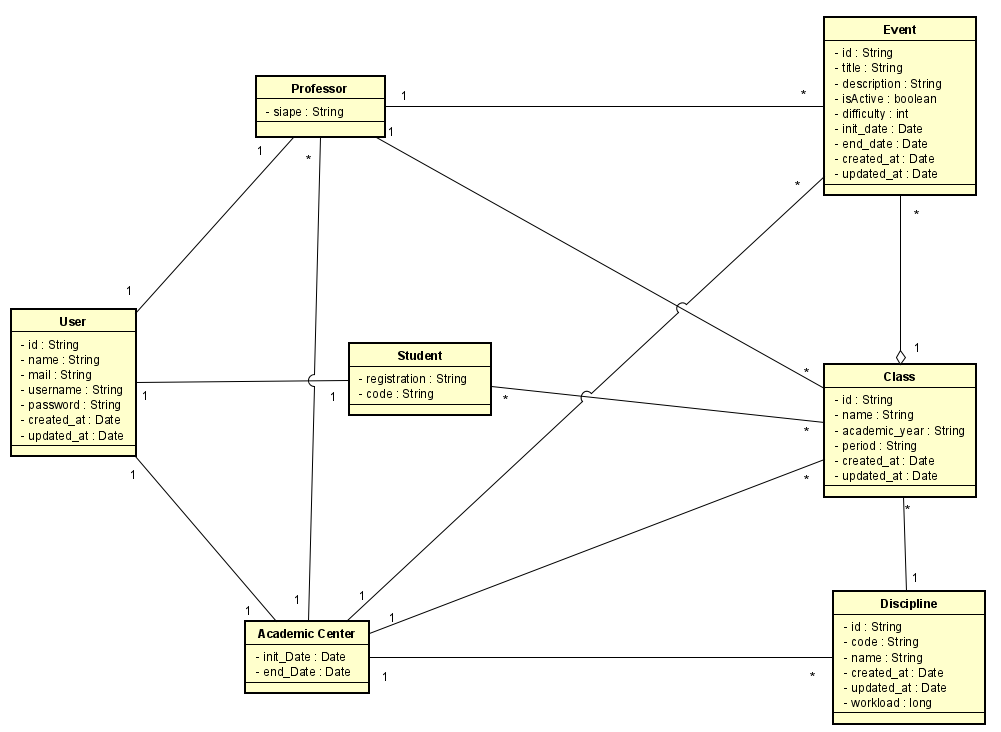 Event
- id : String
- title : String
- description : String
- isActive : boolean
- difficulty : int
- init_date : Date
- end_date : Date
- created_at : Date
- updated_at : Date
Professor
- siape : String
1
*
1
1
*
*
1
*
1
User
- id : String
- name : String
- mail : String
- username : String
- password : String
- created_at : Date
- updated_at : Date
Student
- registration : String
- code : String
1
1
*
1
*
*
*
1
Class
- id : String
- name : String
- academic_year : String
- period : String
- created_at : Date
- updated_at : Date
*
1
1
1
1
1
Academic Center
- init_Date : Date
- end_Date : Date
1
*
Discipline
- id : String
- code : String
- name : String
- created_at : Date
- updated_at : Date
- workload : long